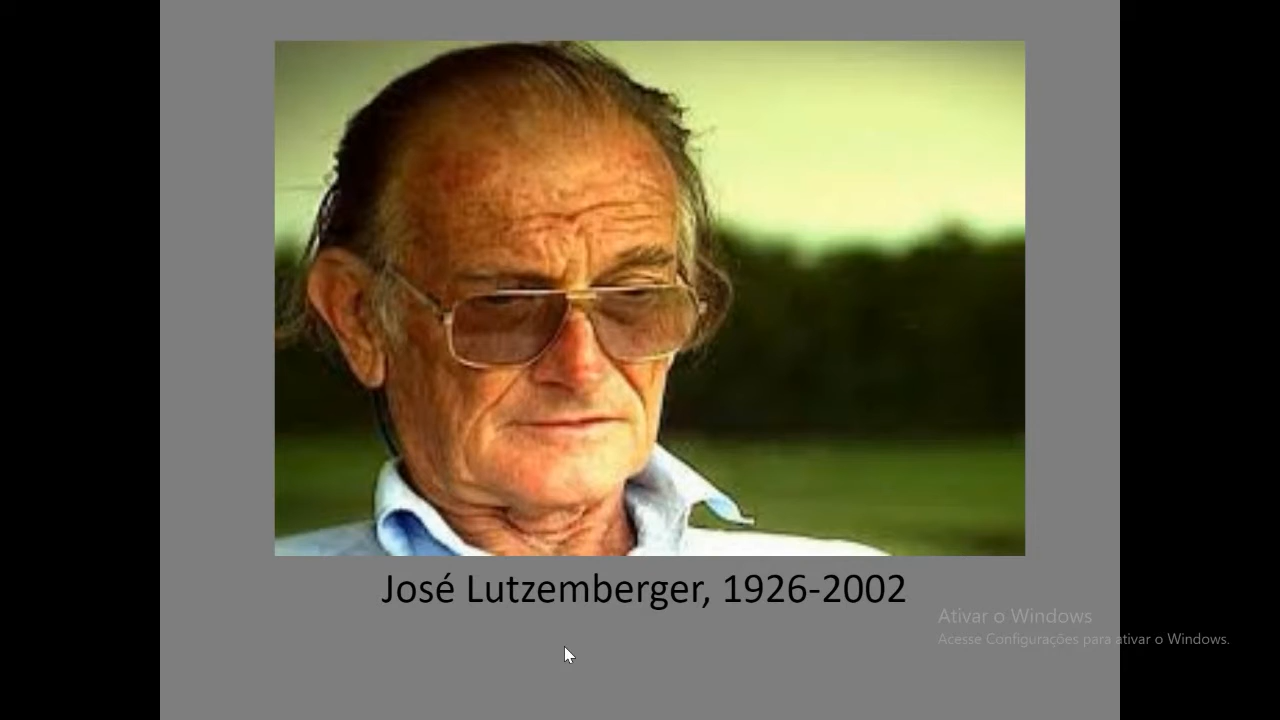 José Lutzemberger, 1926-2002
Ativar o Windows
Acesse Configurações para ativar o Windows.